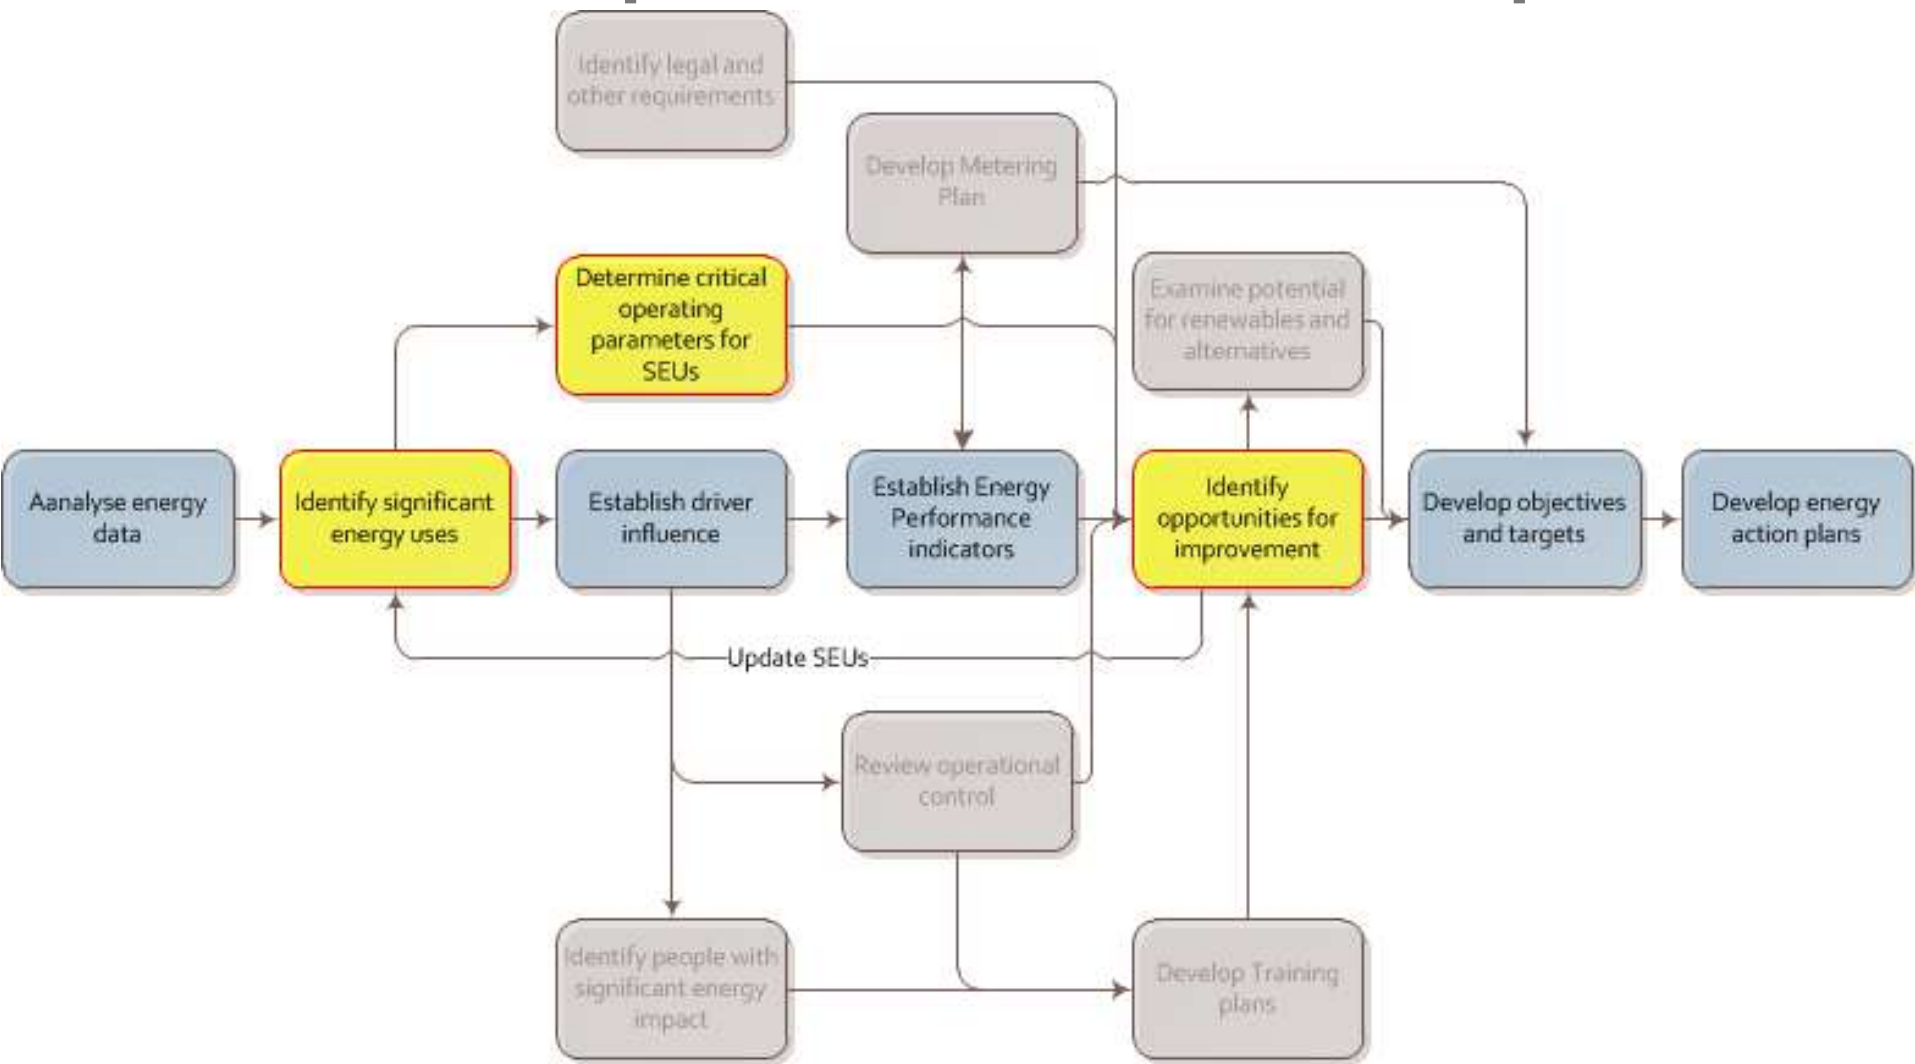 Identify legal and
other requirements
Develop Metering
Plan
Determine critical
operating
parameters for
SEUs
Examine potential
for renewables and
alternatives
Aanalyse energy
data
Identify significant
energy uses
Establish driver
influence
Establish Energy
Performance
indicators
Identify
opportunities for
improvement
Develop objectives
and targets
Develop energy
action plans
Update SEUs
Review operational
control
Identify people with
significant energy
impact
Develop Training
plans